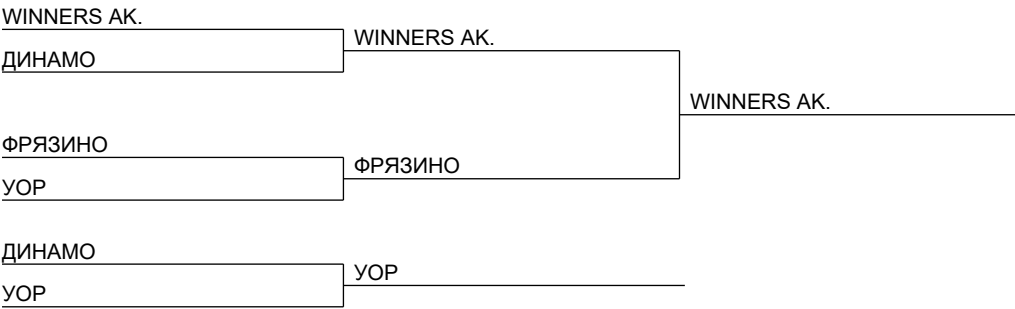 WINNERS AK.
WINNERS AK.
ДИНАМО
WINNERS AK.
ФРЯЗИНО
ФРЯЗИНО
УОР
ДИНАМО
УОР
УОР